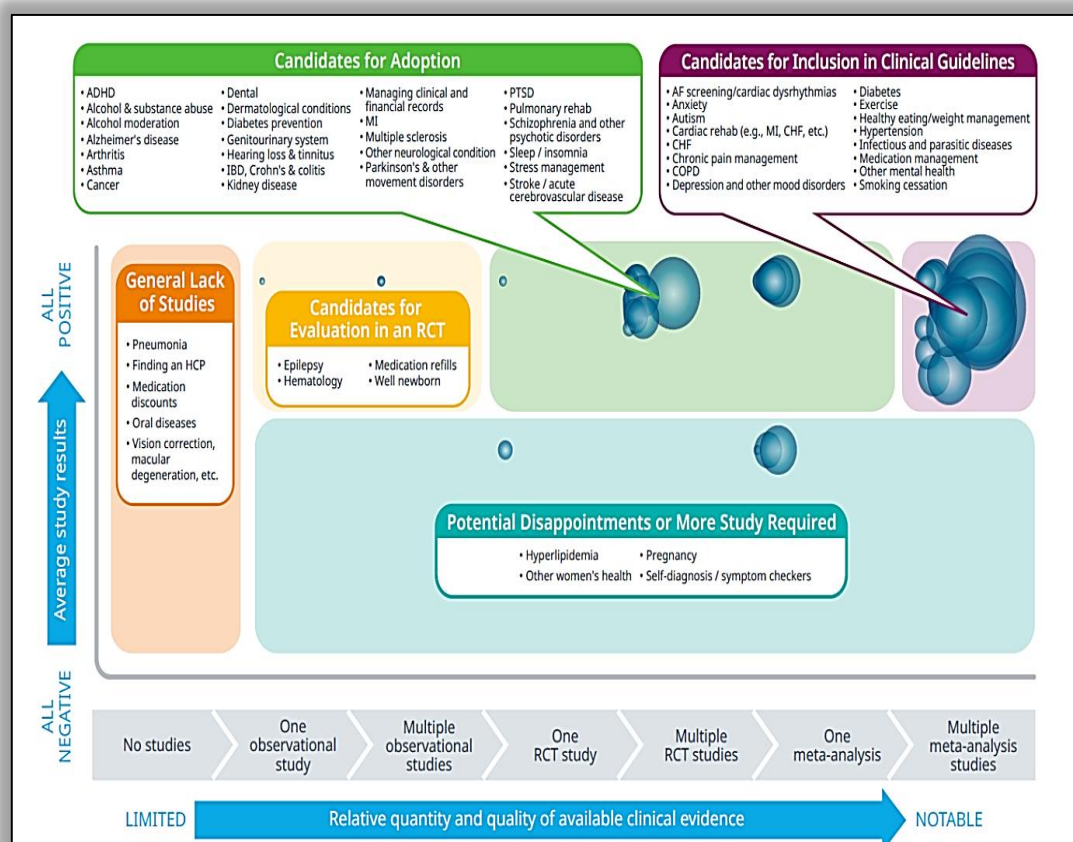 Candidates for Adoption
• ADHD
• Alcohol & substance abuse
• Alcohol moderation
• Alzheimer's disease
• Arthritis
• Asthma
• Cancer
• Dental
• Dermatological conditions
• Diabetes prevention
• Genitourinary system
• Hearing loss & tinnitus
• IBD, Crohn's & colitis
• Kidney disease
• Managing clinical and
financial records
• MI
• Multiple sclerosis
• Other neurological condition
• Parkinson's & other
movement disorders
• PTSD
• Pulmonary rehab
• Schizophrenia and other
psychotic disorders
• Sleep / insomnia
• Stress management
• Stroke / acute
cerebrovascular disease
Candidates for Inclusion in Clinical Guidelines
• AF screening/cardiac dysrhythmias
• Anxiety
• Autism
• Cardiac rehab (e.g., MI, CHF, etc.)
• CHF
• Chronic pain management
• COPD
• Depression and other mood disorders
• Diabetes
• Exercise
• Healthy eating/weight management
• Hypertension
• Infectious and parasitic diseases
• Medication management
• Other mental health
• Smoking cessation
ALL
POSITIVE
Average study results
ALL
NEGATIVE
General Lack
of Studies
• Pneumonia
• Finding an HCP
• Medication
discounts
• Oral diseases
• Vision correction,
macular
degeneration, etc.
Candidates for
Evaluation in an RCT
• Epilepsy
• Hematology
• Medication refills
• Well newborn
Potential Disappointments or More Study Required
• Hyperlipidemia
• Other women's health
• Pregnancy
• Self-diagnosis / symptom checkers
No studies
One
observational
study
Multiple
observational
studies
One
RCT study
Multiple
RCT studies
One
meta-analysis
Multiple
meta-analysis
studies
LIMITED
Relative quantity and quality of available clinical evidence
NOTABLE